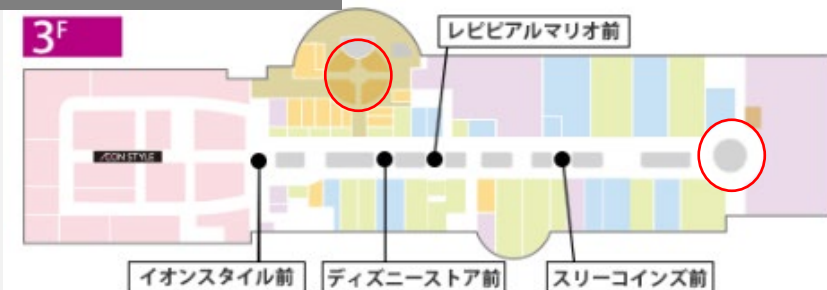 3F
レピピアルマリオ前
ÆON STYLE
イオンスタイル前
ディズニーストア前
スリーコインズ前